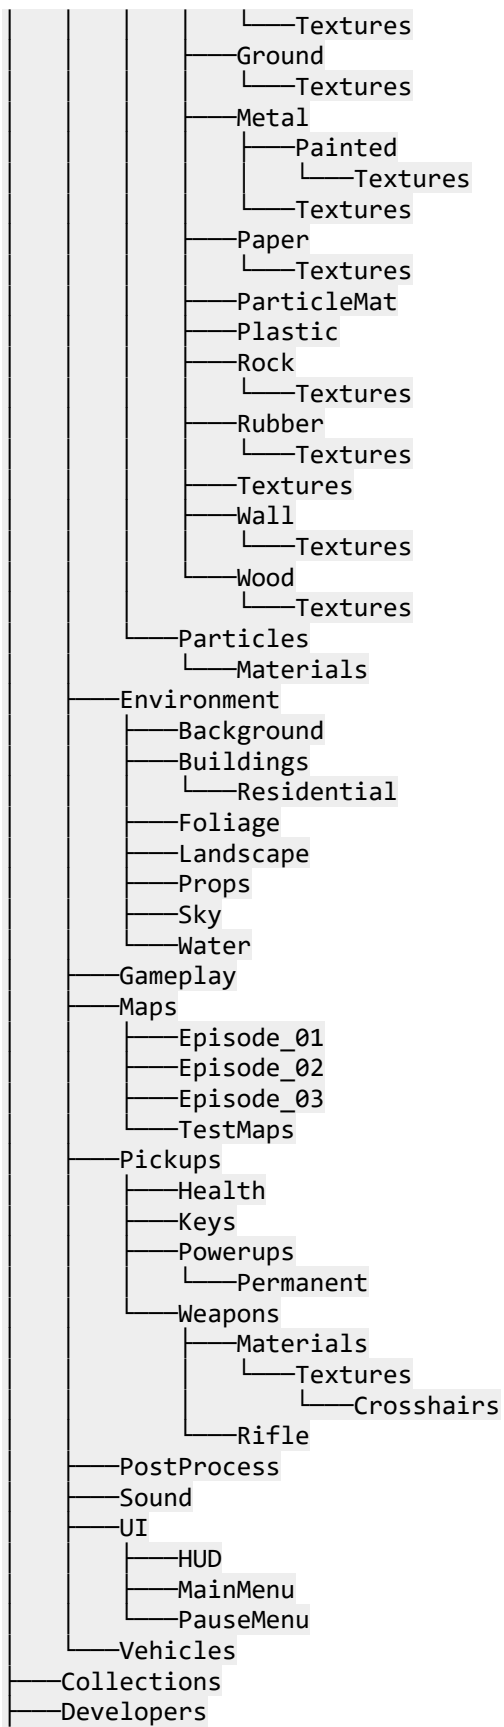 │   │   │   │   └───Textures
│   │   │   ├───Ground
│   │   │   │   └───Textures
│   │   │   ├───Metal
│   │   │   │   ├───Painted
│   │   │   │   │   └───Textures
│   │   │   │   └───Textures
│   │   │   ├───Paper
│   │   │   │   └───Textures
│   │   │   ├───ParticleMat
│   │   │   ├───Plastic
│   │   │   ├───Rock
│   │   │   │   └───Textures
│   │   │   ├───Rubber
│   │   │   │   └───Textures
│   │   │   ├───Textures
│   │   │   ├───Wall
│   │   │   │   └───Textures
│   │   │   └───Wood
│   │   │       └───Textures
│   │   └───Particles
│   │       └───Materials
│   ├───Environment
│   │   ├───Background
│   │   ├───Buildings
│   │   │   └───Residential
│   │   ├───Foliage
│   │   ├───Landscape
│   │   ├───Props
│   │   ├───Sky
│   │   └───Water
│   ├───Gameplay
│   ├───Maps
│   │   ├───Episode_01
│   │   ├───Episode_02
│   │   ├───Episode_03
│   │   └───TestMaps
│   ├───Pickups
│   │   ├───Health
│   │   ├───Keys
│   │   ├───Powerups
│   │   │   └───Permanent
│   │   └───Weapons
│   │       ├───Materials
│   │       │   └───Textures
│   │       │       └───Crosshairs
│   │       └───Rifle
│   ├───PostProcess
│   ├───Sound
│   ├───UI
│   │   ├───HUD
│   │   ├───MainMenu
│   │   └───PauseMenu
│   └───Vehicles
├───Collections
├───Developers